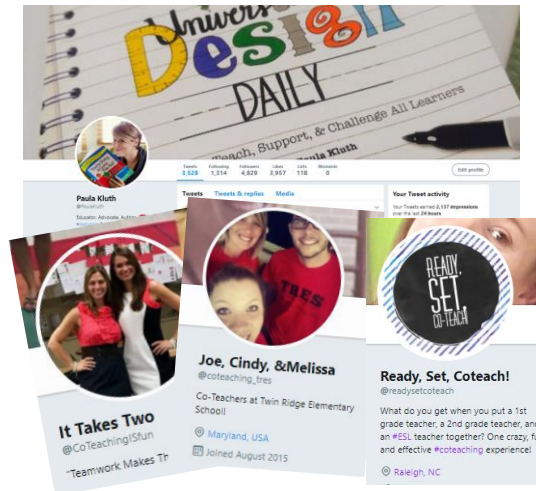 Universal
Design
DAILY
Teach, Support, & Challenge All Learners
Paula Kluth
Tweets Following Followers Likes Lists Moments
3,528 1,314 4,829 3,957 118 0
Edit profile
Paula Kluth
@PaulaKluth
Tweets Tweets & replies Media
Your Tweet activity
Your Tweets earned 2,137 impressions
over the last 24 hours
Educator. Advocate. Author.
It Takes Two
@CoTeachingISfun
"Teamwork Makes Th
TRES
Joe, Cindy, &Melissa
@coteaching_tres
Co-Teachers at Twin Ridge Elementary
School!
Maryland, USA
Joined August 2015
READY,
SET,
CO-TEACH!
Ready, Set, Coteach!
@readysetcoteach
What do you get when you put a 1st
grade teacher, a 2nd grade teacher, and
an #ESL teacher together? One crazy, fu
and effective #coteaching experience!
Raleigh, NC